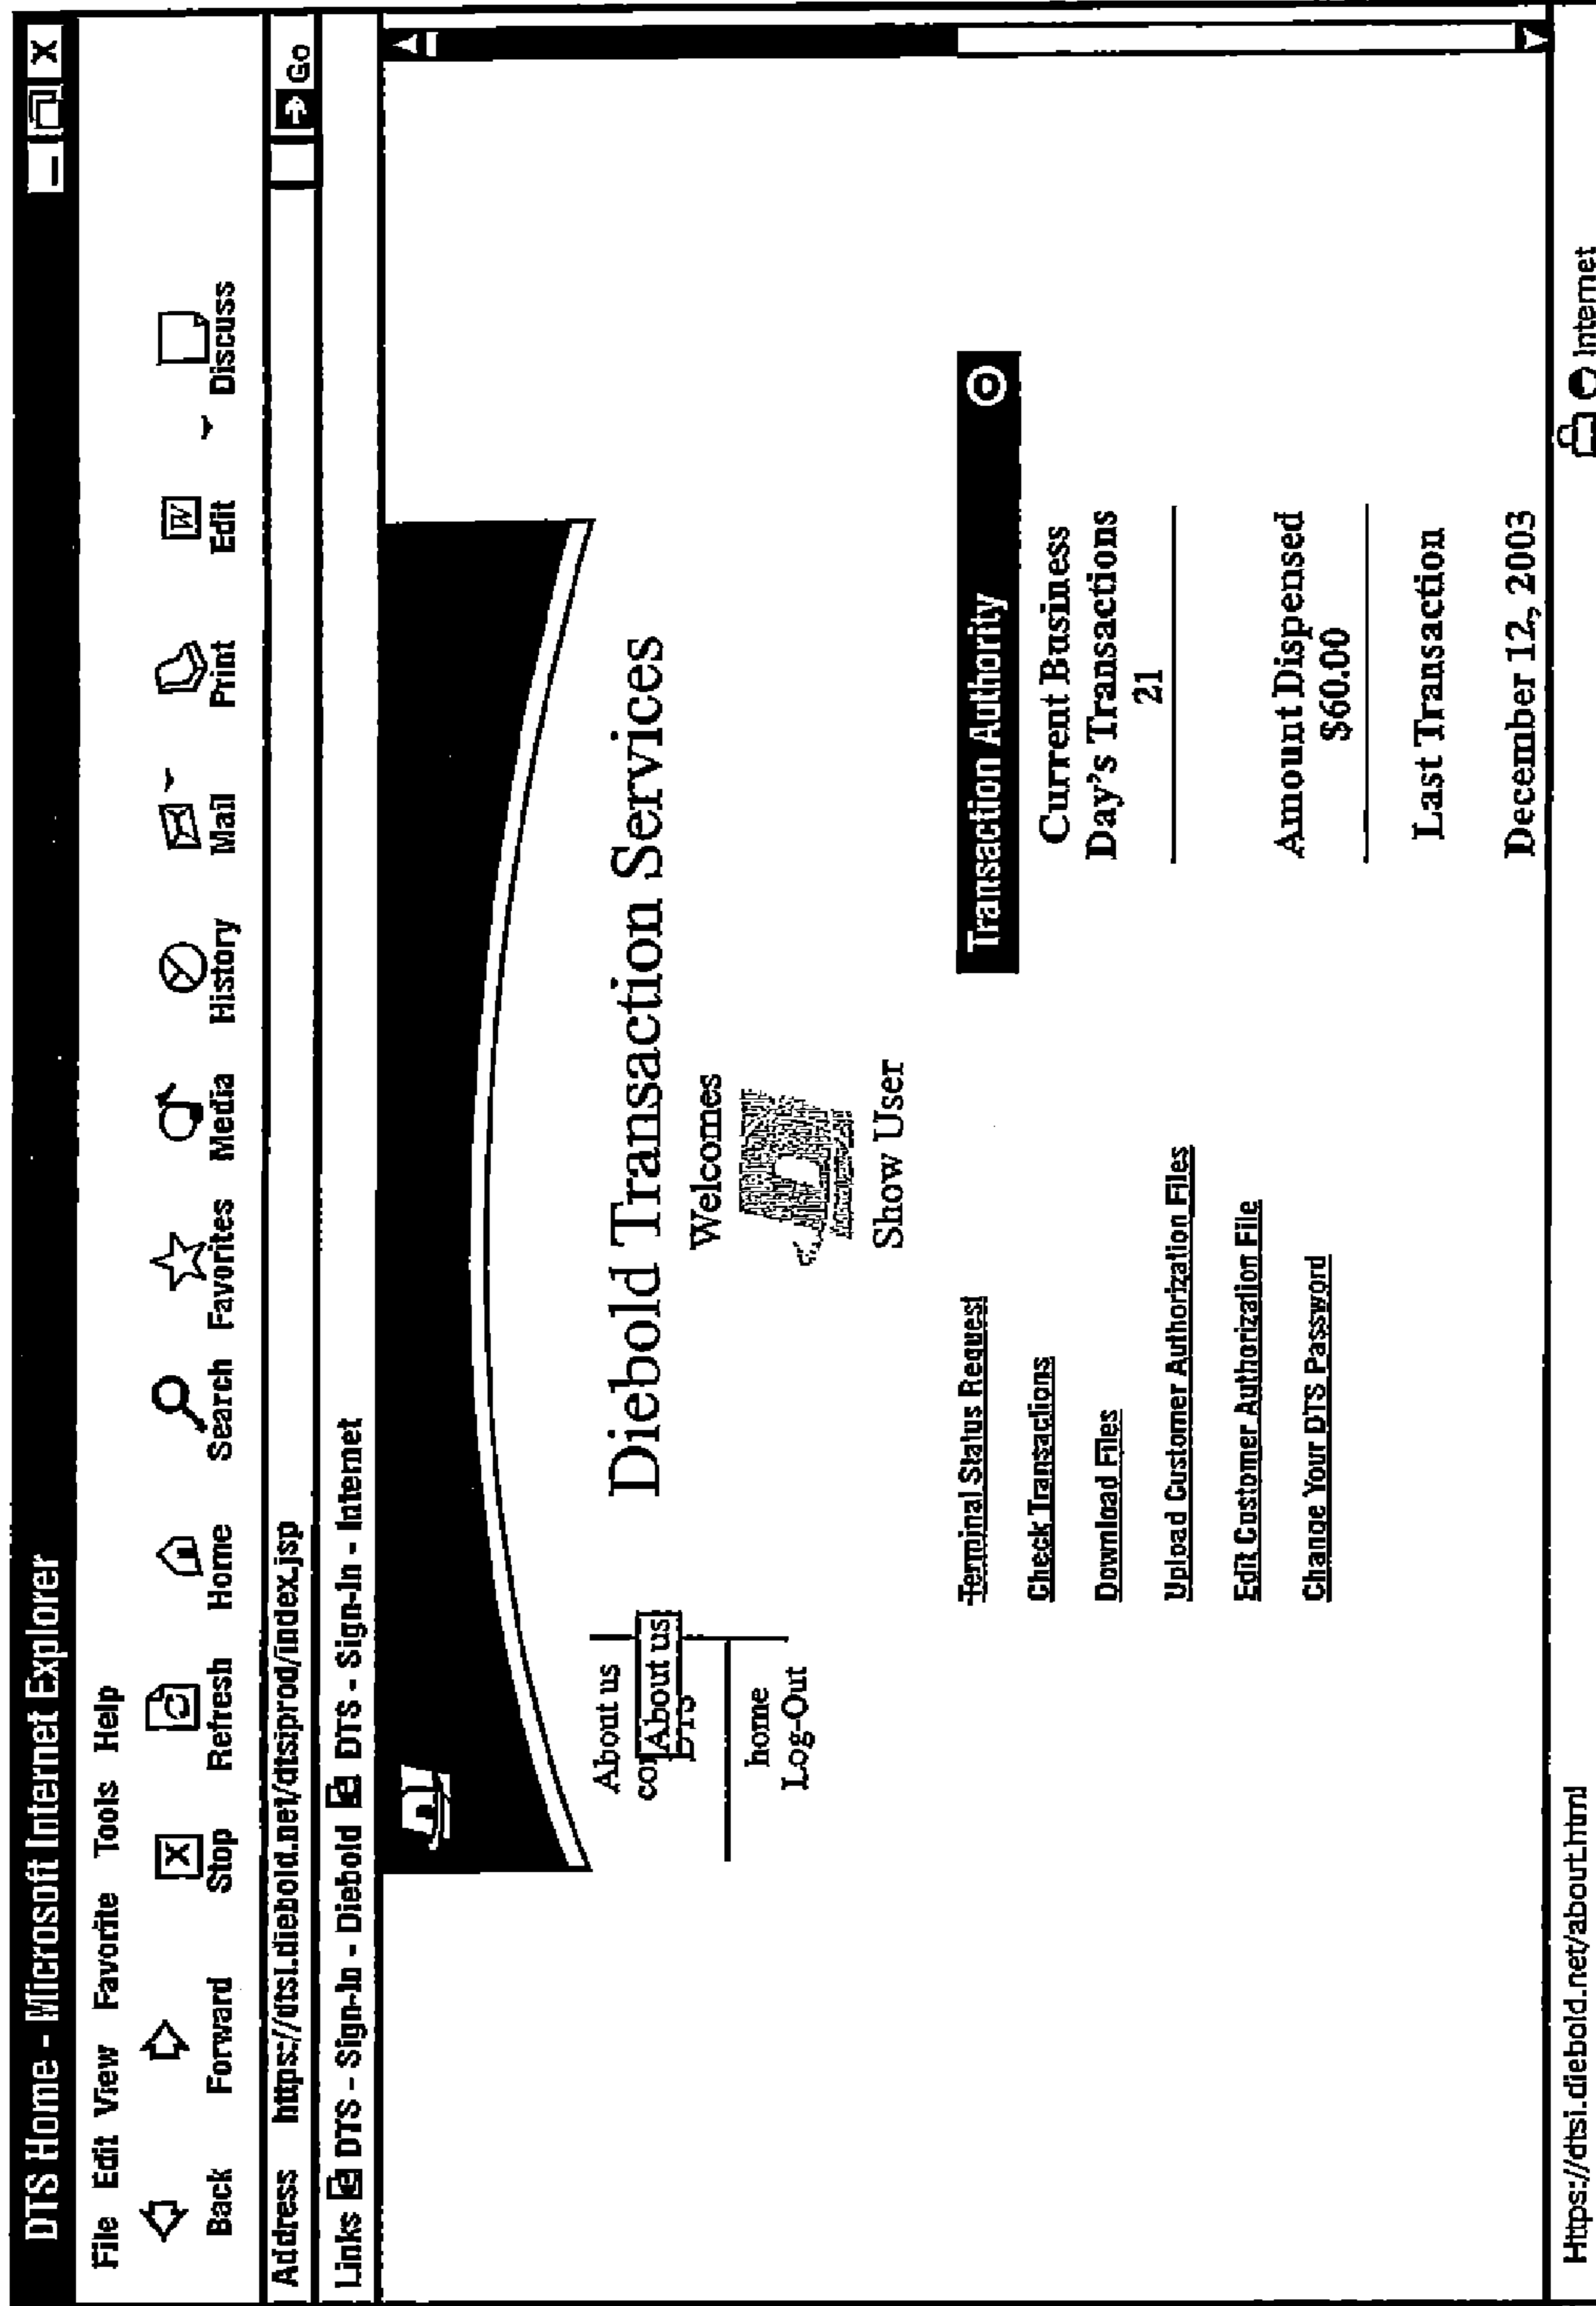 DTS Home - Microsoft Internet Explorer
File Edit View Favorite Tools Help
Back Forward Stop Refresh Home Search Favorites Media History Mail Print Edit Discuss
Address https://dtsi.diebold.net/dtsiprod/index.jsp Go
Links DTS - Sign-In - Diebold DTS - Sign-In - Internet
Diebold Transaction Services
About us
About us
DTS
home
Log-Out
Welcomes
Show User
Terminal Status Request
Check Transactions
Download Files
Upload Customer Authorization Files
Edit Customer Authorization File
Change Your DTS Password
Transaction Authority
Current Business
Day's Transactions
21
Amount Dispensed
$60.00
Last Transaction
December 12, 2003
Https://dtsi.diebold.net/about.html Internet